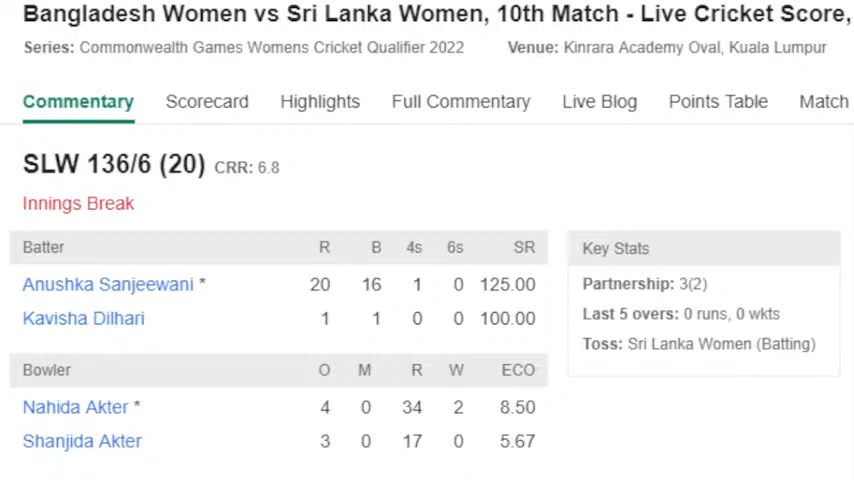 Bangladesh Women vs Sri Lanka Women, 10th Match - Live Cricket Score,
Series: Commonwealth Games Womens Cricket Qualifier 2022 Venue: Kinrara Academy Oval, Kuala Lumpur
Commentary Scorecard Highlights Full Commentary Live Blog Points Table Match
SLW 136/6 (20) CRR: 6.8
Innings Break
Batter R B 4s 6s SR
Anushka Sanjeewani * 20 16 1 0 125.00
Kavisha Dilhari 1 1 0 0 100.00
Bowler O M R W ECO
Nahida Akter * 4 0 34 2 8.50
Shanjida Akter 3 0 17 0 5.67
Key Stats
Partnership: 3(2)
Last 5 overs: 0 runs, 0 wkts
Toss: Sri Lanka Women (Batting)